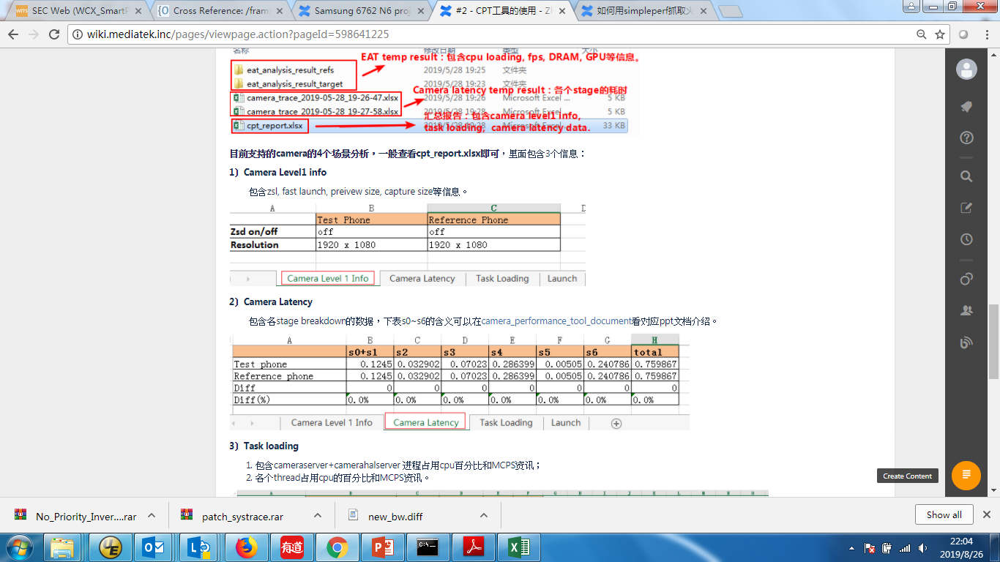 SEC Web (WCX_SmartP
Cross Reference: /frame
Samsung 6762 N6 proj
#2 - CPT工具的使用 - Z
如何用simpleperf抓取火
wiki.mediatek.inc/pages/viewpage.action?pageId=598641225
名称 修改日期 类型 大小
EAT temp result：包含cpu loading, fps, DRAM, GPU等信息。
eat_analysis_result_refs 2019/5/28 19:25 文件夹
eat_analysis_result_target 2019/5/28 19:23 文件夹
Camera latency temp result：各个stage的耗时
camera_trace_2019-05-28_19-26-47.xlsx 2019/5/28 19:26 Microsoft Excel ... 5 KB
camera_trace_2019-05-28_19-27-58.xlsx 2019/5/28 19:28 Microsoft Excel ... 5 KB
汇总报告：包含camera level1 info,
cpt_report.xlsx 2019/5/28 19:28 Microsoft Excel ... 33 KB
task loading, camera latency data.
目前支持的camera的4个场景分析，一般查看cpt_report.xlsx即可，里面包含3个信息：
1）Camera Level1 info
包含zsl, fast launch, preivew size, capture size等信息。
A B C D
Test Phone Reference Phone
Zsd on/off off off
Resolution 1920 x 1080 1920 x 1080
Camera Level 1 Info Camera Latency Task Loading Launch
2）Camera Latency
包含各stage breakdown的数据，下表s0~s6的含义可以在camera_performance_tool_document看对应ppt文档介绍。
A B C D E F G H
s0+s1 s2 s3 s4 s5 s6 total
Test phone 0.1245 0.032902 0.07023 0.286399 0.00505 0.240786 0.759867
Reference phone 0.1245 0.032902 0.07023 0.286399 0.00505 0.240786 0.759867
Diff 0 0 0 0 0 0 0
Diff(%) 0.0% 0.0% 0.0% 0.0% 0.0% 0.0% 0.0%
Camera Level 1 Info Camera Latency Task Loading Launch
3）Task loading
1. 包含cameraserver+camerahalserver 进程占用cpu百分比和MCPS资讯；
2. 各个thread占用cpu的百分比和MCPS资讯。
Create Content
No_Priority_Inver....rar
patch_systrace.rar
new_bw.diff
Show all
有道
22:04
2019/8/26